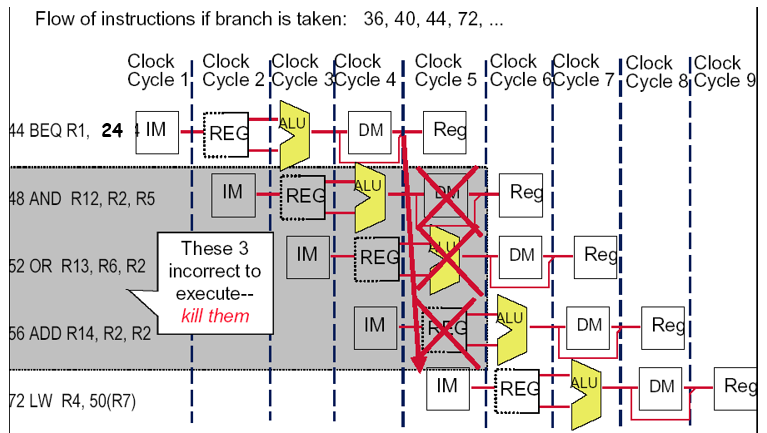 Flow of instructions if branch is taken: 36, 40, 44, 72, ...
Clock Cycle 1
Clock Cycle 2
Clock Cycle 3
Clock Cycle 4
Clock Cycle 5
Clock Cycle 6
Clock Cycle 7
Clock Cycle 8
Clock Cycle 9
44 BEQ R1, 24 IM REG ALU DM Reg
48 AND R12, R2, R5 IM REG ALU DM Reg
52 OR R13, R6, R2 IM REG ALU DM Reg
These 3
incorrect to
execute--
kill them
56 ADD R14, R2, R2 IM REG ALU DM Reg
72 LW R4, 50(R7) IM REG ALU DM Reg